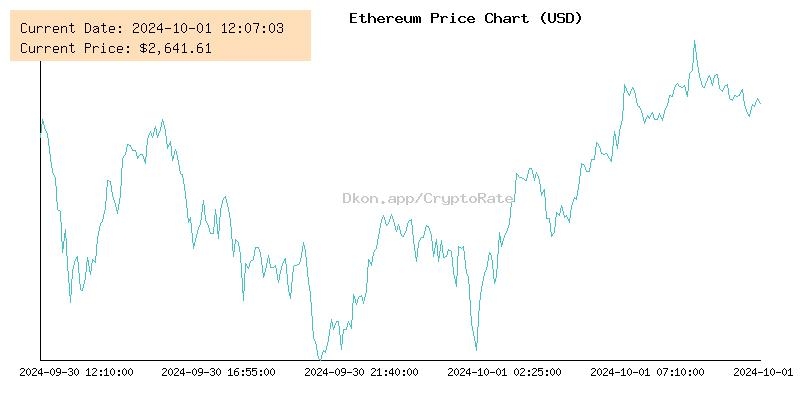 Ethereum Price Chart (USD)
Current Date: 2024-10-01 12:07:03
Current Price: $2,641.61
Dkon.app/CryptoRate
2024-09-30 12:10:00 2024-09-30 16:55:00 2024-09-30 21:40:00 2024-10-01 02:25:00 2024-10-01 07:10:00 2024-10-01